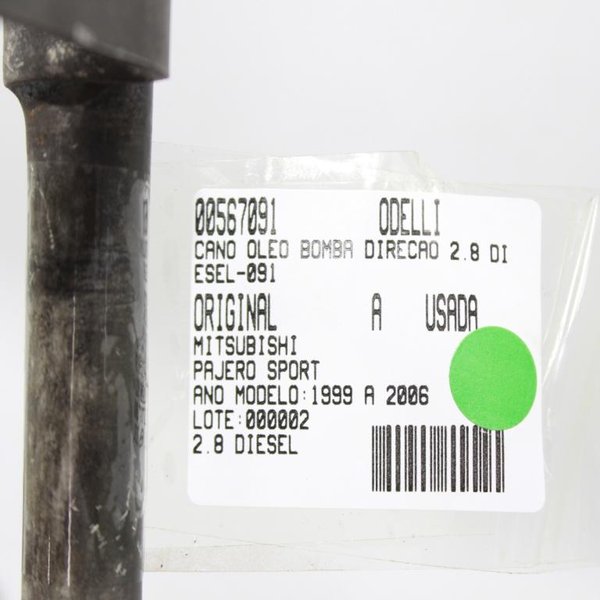 00567091 ODELLI
CANO OLEO BOMBA DIRECAO 2.8 DI
ESEL-091
ORIGINAL A USADA
MITSUBISHI
PAJERO SPORT
ANO MODELO:1999 A 2006
LOTE:000002
2.8 DIESEL